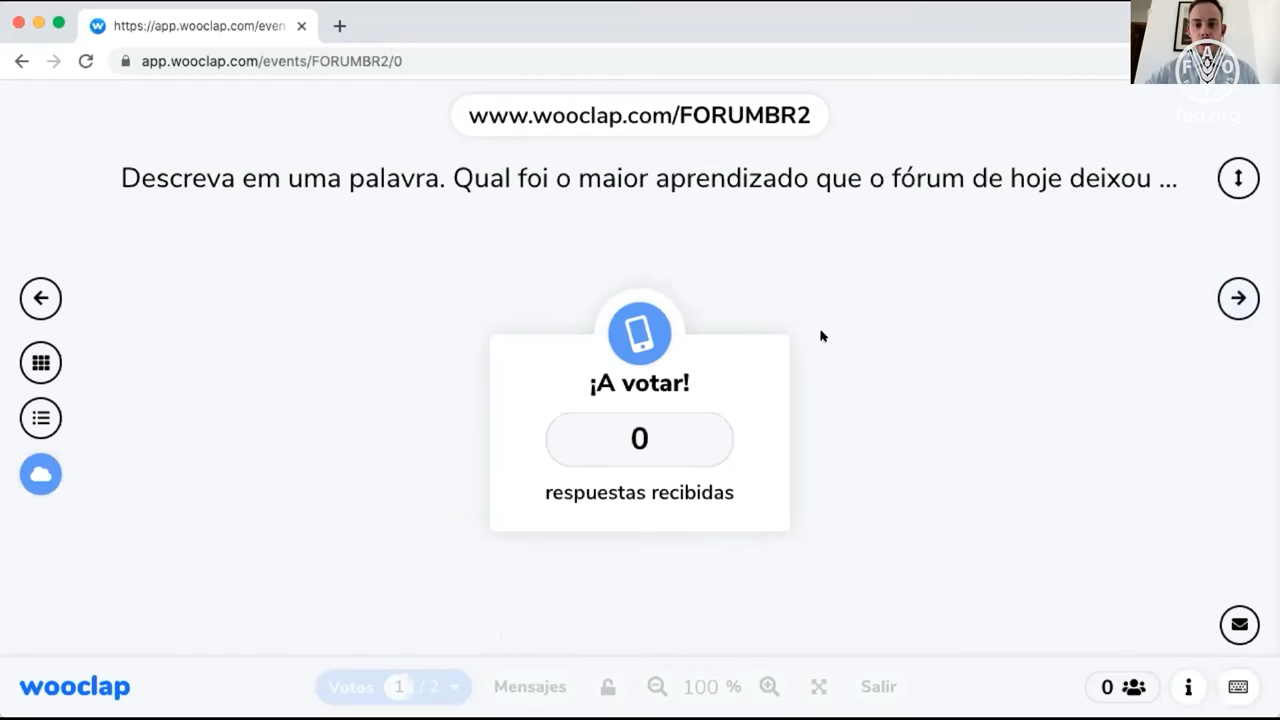 https://app.wooclap.com/even
app.wooclap.com/events/FORUMBR2/0
FAO
fao.org
www.wooclap.com/FORUMBR2
Descreva em uma palavra. Qual foi o maior aprendizado que o fórum de hoje deixou ...
¡A votar!
0
respuestas recibidas
wooclap
Votos 1 / 2
Mensajes
100 %
Salir
0